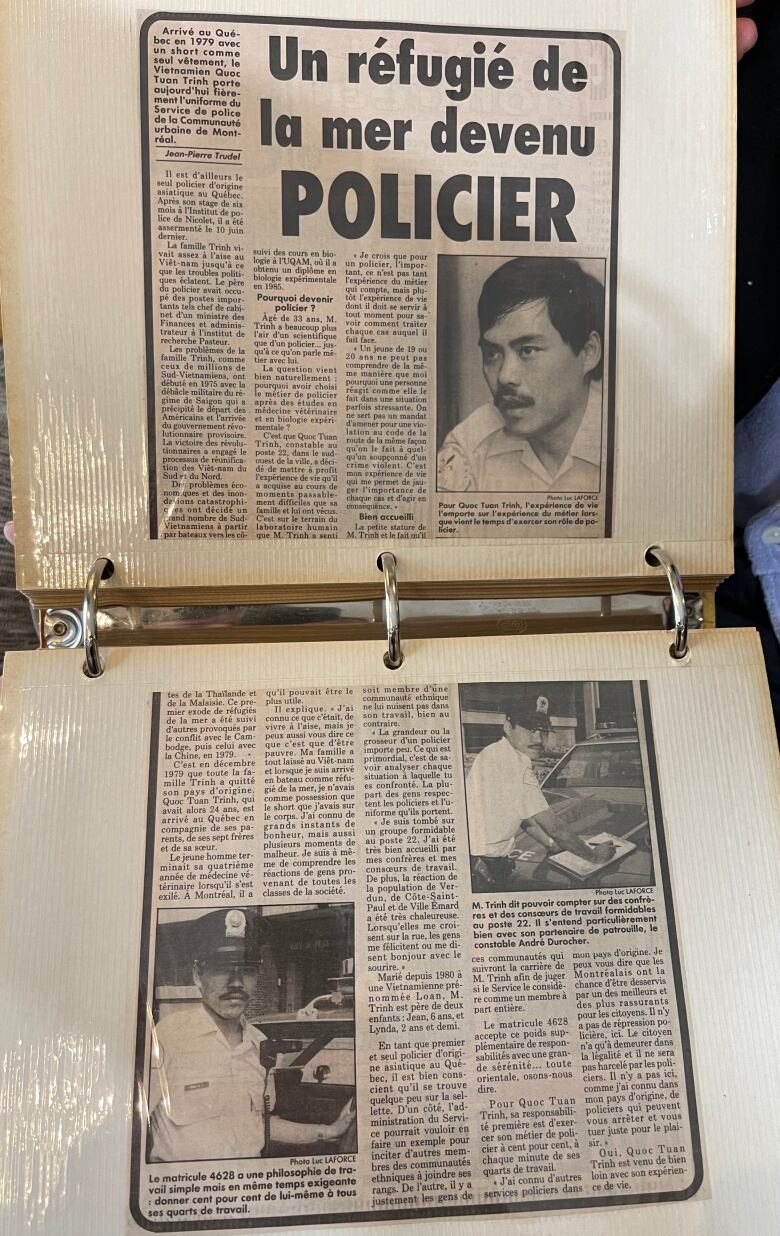 Arrivé au Qué-
bec en 1979 avec
un short comme
seul vêtement, le
Vietnamien Quoc
Tuan Trinh porte
aujourd'hui fière-
ment l'uniforme du
Service de police
de la Communauté
urbaine de Mont-
réal.
Jean-Pierre Trudel
Un réfugié de
la mer devenu
POLICIER
Il est d'ailleurs le
seul policier d'origine
asiatique au Québec.
Après son stage de six
mois à l'Institut de po-
lice de Nicolet, il a été
assermenté le 10 juin
dernier.
La famille Trinh vi-
vait assez à l'aise au
Viêt-nam jusqu'à ce
que les troubles politi-
ques éclatent. Le père
du policier avait occu-
pé des postes impor-
tants tels chef de cabi-
net d'un ministre des
Finances et adminis-
trateur à l'institut de
recherche Pasteur.
Les problèmes de la
famille Trinh, comme
ceux de millions de
Sud-Vietnamiens, ont
débuté en 1975 avec la
débâcle militaire du ré-
gime de Saigon qui a
précipité le départ des
Américains et l'arrivée
du gouvernement révo-
lutionnaire provisoire.
La victoire des révolu-
tionnaires a engagé le
processus de réunifica-
tion des Viêt-nam du
Sud et du Nord.
Des problèmes éco-
nomiques et des inon-
dations catastrophi-
ques ont décidé un
grand nombre de Sud-
Vietnamiens à partir
par bateaux vers les cô-
suivi des cours en bio-
logie à l'UQAM, où il a
obtenu un diplôme en
biologie expérimentale
en 1985.
Pourquoi devenir
policier ?
Âgé de 33 ans, M.
Trinh a beaucoup plus
l'air d'un scientifique
que d'un policier... jus-
qu'à ce qu'on parle mé-
tier avec lui.
La question vient
bien naturellement :
pourquoi avoir choisi
le métier de policier
après des études en
médecine vétérinaire
et en biologie expéri-
mentale ?
C'est que Quoc Tuan
Trinh, constable au
poste 22, dans le sud-
ouest de la ville, a déci-
dé de mettre à profit
l'expérience de vie qu'il
a acquise au cours de
moments passable-
ment difficiles que sa
famille et lui ont vécus.
C'est sur le terrain du
laboratoire humain
que M. Trinh a senti
« Je crois que pour
un policier, l'impor-
tant, ce n'est pas tant
l'expérience du métier
qui compte, mais plu-
tôt l'expérience de vie
dont il doit se servir à
tout moment pour sa-
voir comment traiter
chaque cas auquel il
fait face.
« Un jeune de 19 ou
20 ans ne peut pas
comprendre de la mê-
me manière que moi
pourquoi une personne
réagit comme elle le
fait dans une situation
parfois stressante. On
ne sert pas un mandat
d'amener pour une vio-
lation au code de la
route de la même façon
qu'on le fait à quel-
qu'un soupçonné d'un
crime violent. C'est
mon expérience de vie
qui me permet de jau-
ger l'importance de
chaque cas et d'agir en
conséquence. »
Bien accueilli
La petite stature de
M. Trinh et le fait qu'il
Photo Luc LAFORCE
Pour Quoc Tuan Trinh, l'expérience de vie
l'emporte sur l'expérience du métier lors-
que vient le temps d'exercer son rôle de po-
licier.
tes de la Thaïlande et
de la Malaisie. Ce pre-
mier exode de réfugiés
de la mer a été suivi
d'autres provoqués par
le conflit avec le Cam-
bodge, puis celui avec
la Chine, en 1979.
C'est en décembre
1979 que toute la fa-
mille Trinh a quitté
son pays d'origine.
Quoc Tuan Trinh, qui
avait alors 24 ans, est
arrivé au Québec en
compagnie de ses pa-
rents, de ses sept frères
et de sa sœur.
Le jeune homme ter-
minait sa quatrième
année de médecine vé-
térinaire lorsqu'il s'est
exilé. A Montréal, il a
qu'il pouvait être le
plus utile.
Il explique. « J'ai
connu ce que c'était, de
vivre à l'aise, mais je
peux aussi vous dire ce
que c'est que d'être
pauvre. Ma famille a
tout laissé au Viêt-nam
et lorsque je suis arrivé
en bateau comme réfu-
gié, je n'avais
comme possession que
le short que j'avais sur
le corps. J'ai connu de
grands instants de
bonheur, mais aussi
plusieurs moments de
malheur. Je suis à mê-
me de comprendre les
réactions de gens pro-
venant de toutes les
classes de la société.
Photo Luc LAFORCE
Le matricule 4628 a une philosophie de tra-
vail simple mais en même temps exigeante
: donner cent pour cent de lui-même à tous
ses quarts de travail.
soit membre d'une
communauté ethnique
ne lui nuisent pas dans
son travail, bien au
contraire.
« La grandeur ou la
grosseur d'un policier
importe peu. Ce qui est
primordial, c'est de sa-
voir analyser chaque
situation à laquelle tu
es confronté. La plu-
part des gens respec-
tent les policiers et l'u-
niforme qu'ils portent.
« Je suis tombé sur
un groupe formidable
au poste 22. J'ai été
très bien accueilli par
mes confrères et mes
consœurs de travail.
De plus, la réaction de
la population de Ver-
dun, de Côte-Saint-
Paul et de Ville Émard
a été très chaleureuse.
Lorsqu'elle me croi-
sent sur la rue, les gens
me félicitent ou me di-
sent bonjour avec le
sourire. »
Marié depuis 1980 à
une Vietnamienne pré-
nommée Loan, M.
Trinh est père de deux
enfants : Jean, 6 ans, et
Lynda, 2 ans et demi.
En tant que premier
et seul policier d'origi-
ne asiatique au Qué-
bec, il est bien cons-
cient qu'il se trouve
quelque peu sur la sel-
lette. D'un côté, l'ad-
ministration du Servi-
ce pourrait vouloir en
faire un exemple pour
inciter d'autres mem-
bres des communautés
ethniques à joindre ses
rangs. De l'autre, il y a
justement les gens de
Photo Luc LAFORCE
M. Trinh dit pouvoir compter sur des confrè-
res et des consœurs de travail formidables
au poste 22. Il s'entend particulièrement
bien avec son partenaire de patrouille, le
constable André Durocher.
ces communautés qui
suivront la carrière de
M. Trinh afin de juger
si le Service le considè-
re comme un membre à
part entière.
Le matricule 4628
accepte ce poids sup-
plémentaire de respon-
sabilités avec une gran-
de sérénité... toute
orientale, osons-nous
dire.
Pour Quoc Tuan
Trinh, sa responsabili-
té première est d'exer-
cer son métier de poli-
cier à cent pour cent, à
chaque minute de ses
quarts de travail.
« J'ai connu d'autres
services policiers dans
mon pays d'origine. Je
peux vous dire que les
Montréalais ont la
chance d'être desservis
par un des meilleurs et
des plus rassurants
pour les citoyens. Il n'y
a pas de répression po-
licière, ici. Le citoyen
n'a qu'à demeurer dans
la légalité et il ne sera
pas harcelé par les poli-
ciers. Il n'y a pas ici,
comme j'ai connu dans
mon pays d'origine, de
policiers qui peuvent
vous arrêter et vous
tuer juste pour le plai-
sir. »
Oui, Quoc Tuan
Trinh est venu de bien
loin avec son expérien-
ce de vie.